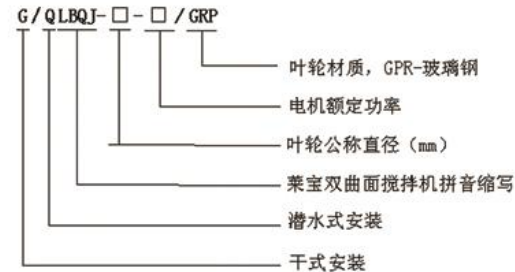 G/QLBQJ-□-□/GRP
叶轮材质，GPR-玻璃钢
电机额定功率
叶轮公称直径（mm）
莱宝双曲面搅拌机拼音缩写
潜水式安装
干式安装